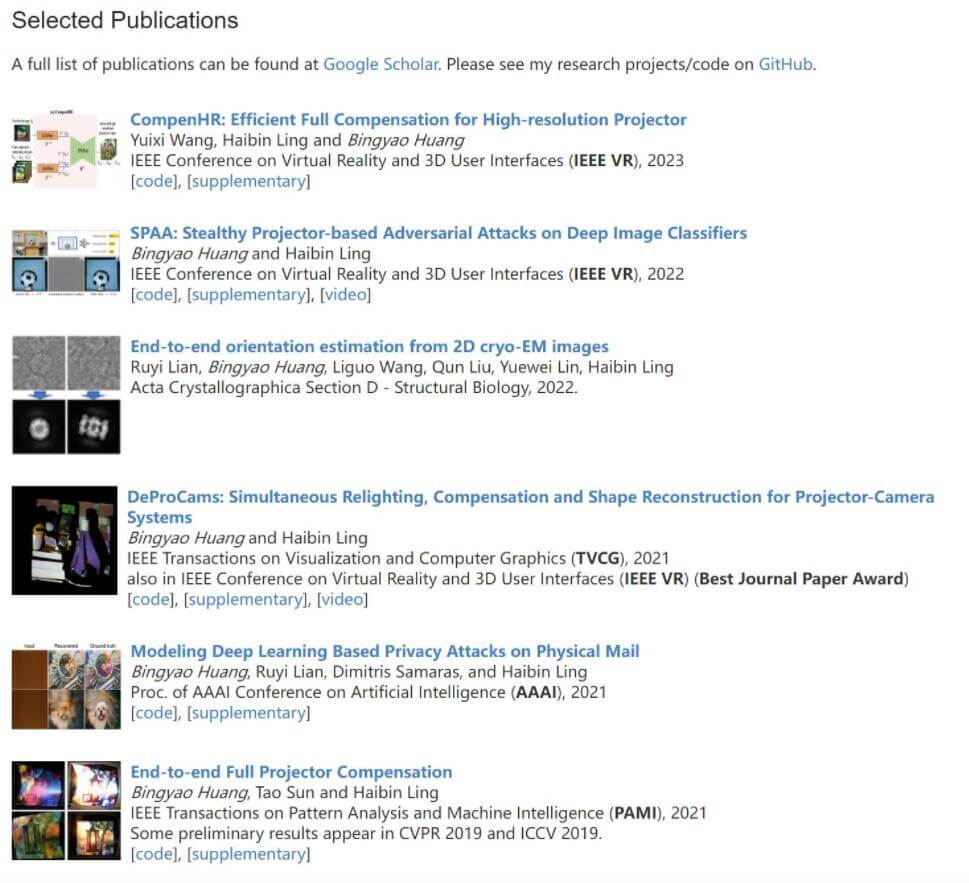 Selected Publications
A full list of publications can be found at Google Scholar. Please see my research projects/code on GitHub.
CompenHR: Efficient Full Compensation for High-resolution Projector
Yuixi Wang, Haibin Ling and Bingyao Huang
IEEE Conference on Virtual Reality and 3D User Interfaces (IEEE VR), 2023
[code], [supplementary]
SPAA: Stealthy Projector-based Adversarial Attacks on Deep Image Classifiers
Bingyao Huang and Haibin Ling
IEEE Conference on Virtual Reality and 3D User Interfaces (IEEE VR), 2022
[code], [supplementary], [video]
End-to-end orientation estimation from 2D cryo-EM images
Ruyi Lian, Bingyao Huang, Liguo Wang, Qun Liu, Yuewei Lin, Haibin Ling
Acta Crystallographica Section D - Structural Biology, 2022.
DeProCams: Simultaneous Relighting, Compensation and Shape Reconstruction for Projector-Camera
Systems
Bingyao Huang and Haibin Ling
IEEE Transactions on Visualization and Computer Graphics (TVCG), 2021
also in IEEE Conference on Virtual Reality and 3D User Interfaces (IEEE VR) (Best Journal Paper Award)
[code], [supplementary], [video]
Input Recovered Ground truth
Modeling Deep Learning Based Privacy Attacks on Physical Mail
Bingyao Huang, Ruyi Lian, Dimitris Samaras, and Haibin Ling
Proc. of AAAI Conference on Artificial Intelligence (AAAI), 2021
[code], [supplementary]
End-to-end Full Projector Compensation
Bingyao Huang, Tao Sun and Haibin Ling
IEEE Transactions on Pattern Analysis and Machine Intelligence (PAMI), 2021
Some preliminary results appear in CVPR 2019 and ICCV 2019.
[code], [supplementary]